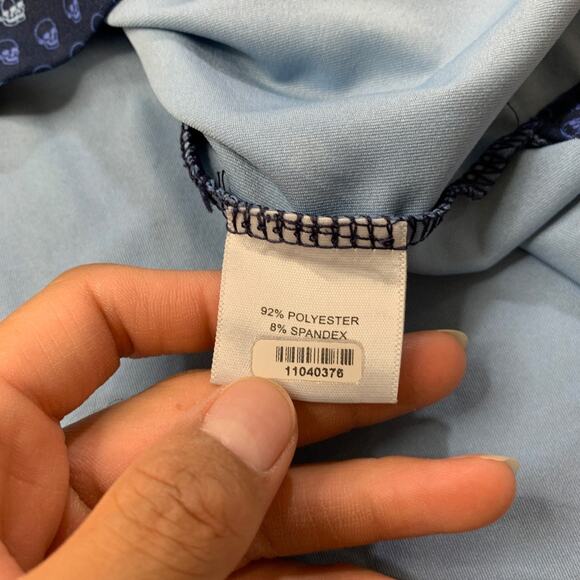 92% POLYESTER
8% SPANDEX
11040376